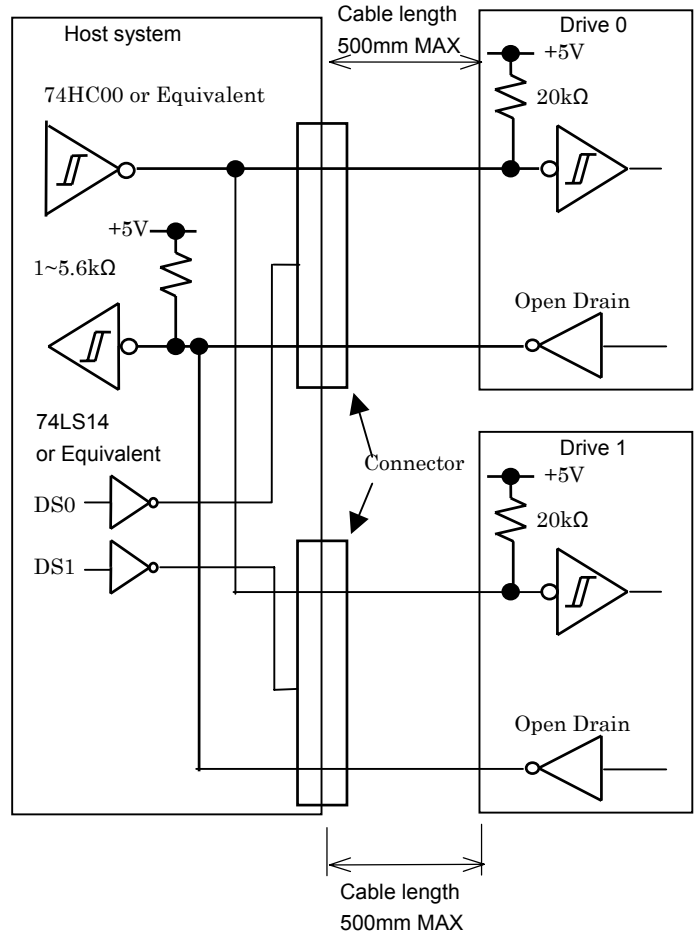 Host system
Cable length
500mm MAX
Drive 0
+5V
20kΩ
74HC00 or Equivalent
+5V
1~5.6kΩ
Open Drain
74LS14
or Equivalent
Connector
DS0
DS1
Drive 1
+5V
20kΩ
Open Drain
Cable length
500mm MAX